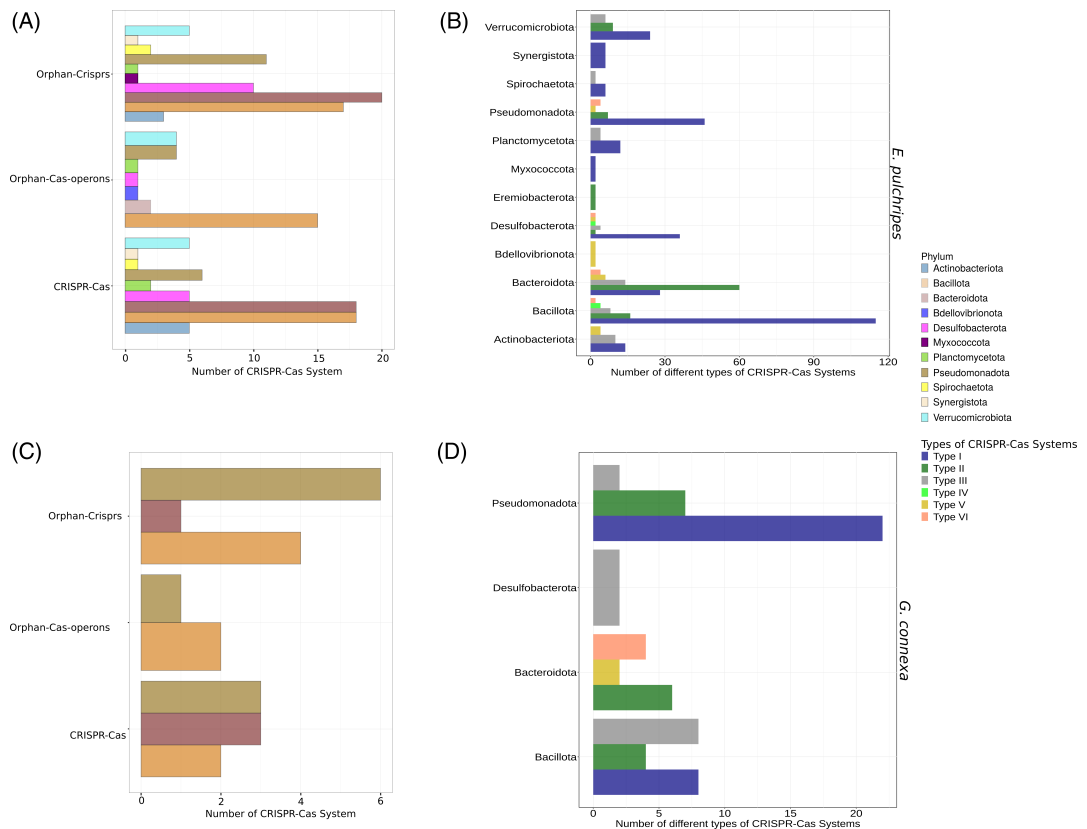 (A)
Orphan-Crisprs
Orphan-Cas-operons
CRISPR-Cas
0 5 10 15 20
Number of CRISPR-Cas System
(B)
Verrucomicrobiota
Synergistota
Spirochaetota
Pseudomonadota
Planctomycetota
Myxococcota
Eremiobacterota
Desulfobacterota
Bdellovibrionota
Bacteroidota
Bacillota
Actinobacteriota
0 30 60 90 120
Number of different types of CRISPR-Cas Systems
E. pulchripes
Phylum
Actinobacteriota
Bacillota
Bacteroidota
Bdellovibrionota
Desulfobacterota
Myxococcota
Planctomycetota
Pseudomonadota
Spirochaetota
Synergistota
Verrucomicrobiota
Types of CRISPR-Cas Systems
Type I
Type II
Type III
Type IV
Type V
Type VI
(C)
Orphan-Crisprs
Orphan-Cas-operons
CRISPR-Cas
0 2 4 6
Number of CRISPR-Cas System
(D)
Pseudomonadota
Desulfobacterota
Bacteroidota
Bacillota
0 5 10 15 20
Number of different types of CRISPR-Cas Systems
G. connexa